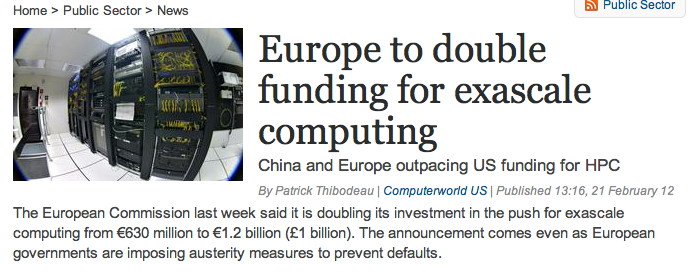 Home > Public Sector > News
Public Sector
Europe to double
funding for exascale
computing
China and Europe outpacing US funding for HPC
By Patrick Thibodeau | Computerworld US | Published 13:16, 21 February 12
The European Commission last week said it is doubling its investment in the push for exascale
computing from €630 million to €1.2 billion (£1 billion). The announcement comes even as European
governments are imposing austerity measures to prevent defaults.